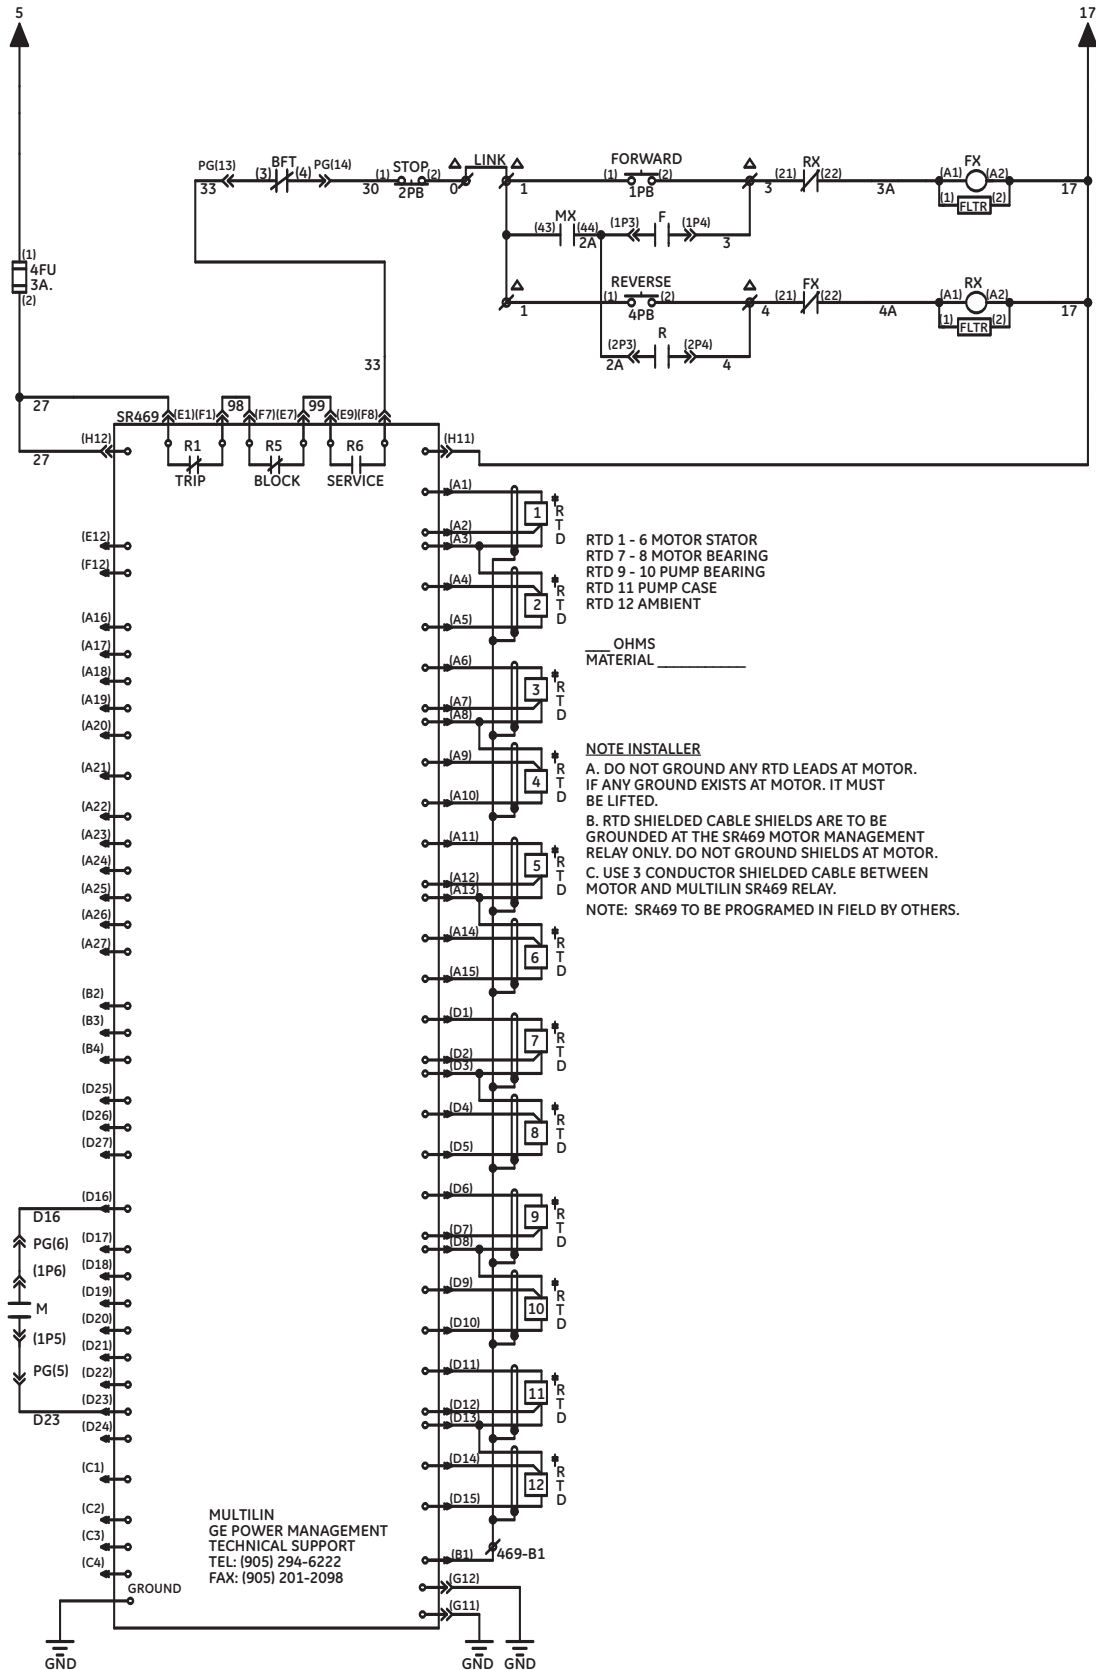 5
17
PG(13)
33
BFT
(3)
(4)
PG(14)
30
STOP
(1)
(2)
2PB
Δ LINK Δ
0
1
FORWARD
(1)
(2)
1PB
Δ
3
RX
(21)
(22)
3A
FX
(A1)
(A2)
(1)
FLTR
(2)
17
MX
(43)
(44)
2A
F
(1P3)
(1P4)
3
REVERSE
(1)
(2)
4PB
1
Δ
4
FX
(21)
(22)
4A
RX
(A1)
(A2)
(1)
FLTR
(2)
17
R
(2P3)
(2P4)
2A
4
(1)
4FU
3A.
(2)
33
27
SR469
(E1)(F1)
98
(F7)(E7)
99
(E9)(F8)
(H12)
27
R1
TRIP
R5
BLOCK
R6
SERVICE
(H11)
(E12)
(F12)
(A16)
(A17)
(A18)
(A19)
(A20)
(A21)
(A22)
(A23)
(A24)
(A25)
(A26)
(A27)
(B2)
(B3)
(B4)
(D25)
(D26)
(D27)
(D16)
D16
PG(6)
(D17)
(1P6)
(D18)
M
(D19)
(D20)
(1P5)
(D21)
PG(5)
(D22)
(D23)
D23
(D24)
(C1)
(C2)
(C3)
(C4)
GROUND
GND
(A1)
(A2)
(A3)
1
*RTD
(A4)
(A5)
2
*RTD
(A6)
(A7)
(A8)
3
*RTD
(A9)
(A10)
4
*RTD
(A11)
(A12)
(A13)
5
*RTD
(A14)
(A15)
6
*RTD
(D1)
(D2)
(D3)
7
*RTD
(D4)
(D5)
8
*RTD
(D6)
(D7)
(D8)
9
*RTD
(D9)
(D10)
10
*RTD
(D11)
(D12)
(D13)
11
*RTD
(D14)
(D15)
12
*RTD
(B1)
469-B1
(G12)
(G11)
GND
GND
RTD 1 - 6 MOTOR STATOR
RTD 7 - 8 MOTOR BEARING
RTD 9 - 10 PUMP BEARING
RTD 11 PUMP CASE
RTD 12 AMBIENT
___ OHMS
MATERIAL ___________
NOTE INSTALLER
A. DO NOT GROUND ANY RTD LEADS AT MOTOR.
IF ANY GROUND EXISTS AT MOTOR. IT MUST
BE LIFTED.
B. RTD SHIELDED CABLE SHIELDS ARE TO BE
GROUNDED AT THE SR469 MOTOR MANAGEMENT
RELAY ONLY. DO NOT GROUND SHIELDS AT MOTOR.
C. USE 3 CONDUCTOR SHIELDED CABLE BETWEEN
MOTOR AND MULTILIN SR469 RELAY.
NOTE: SR469 TO BE PROGRAMED IN FIELD BY OTHERS.
MULTILIN
GE POWER MANAGEMENT
TECHNICAL SUPPORT
TEL: (905) 294-6222
FAX: (905) 201-2098